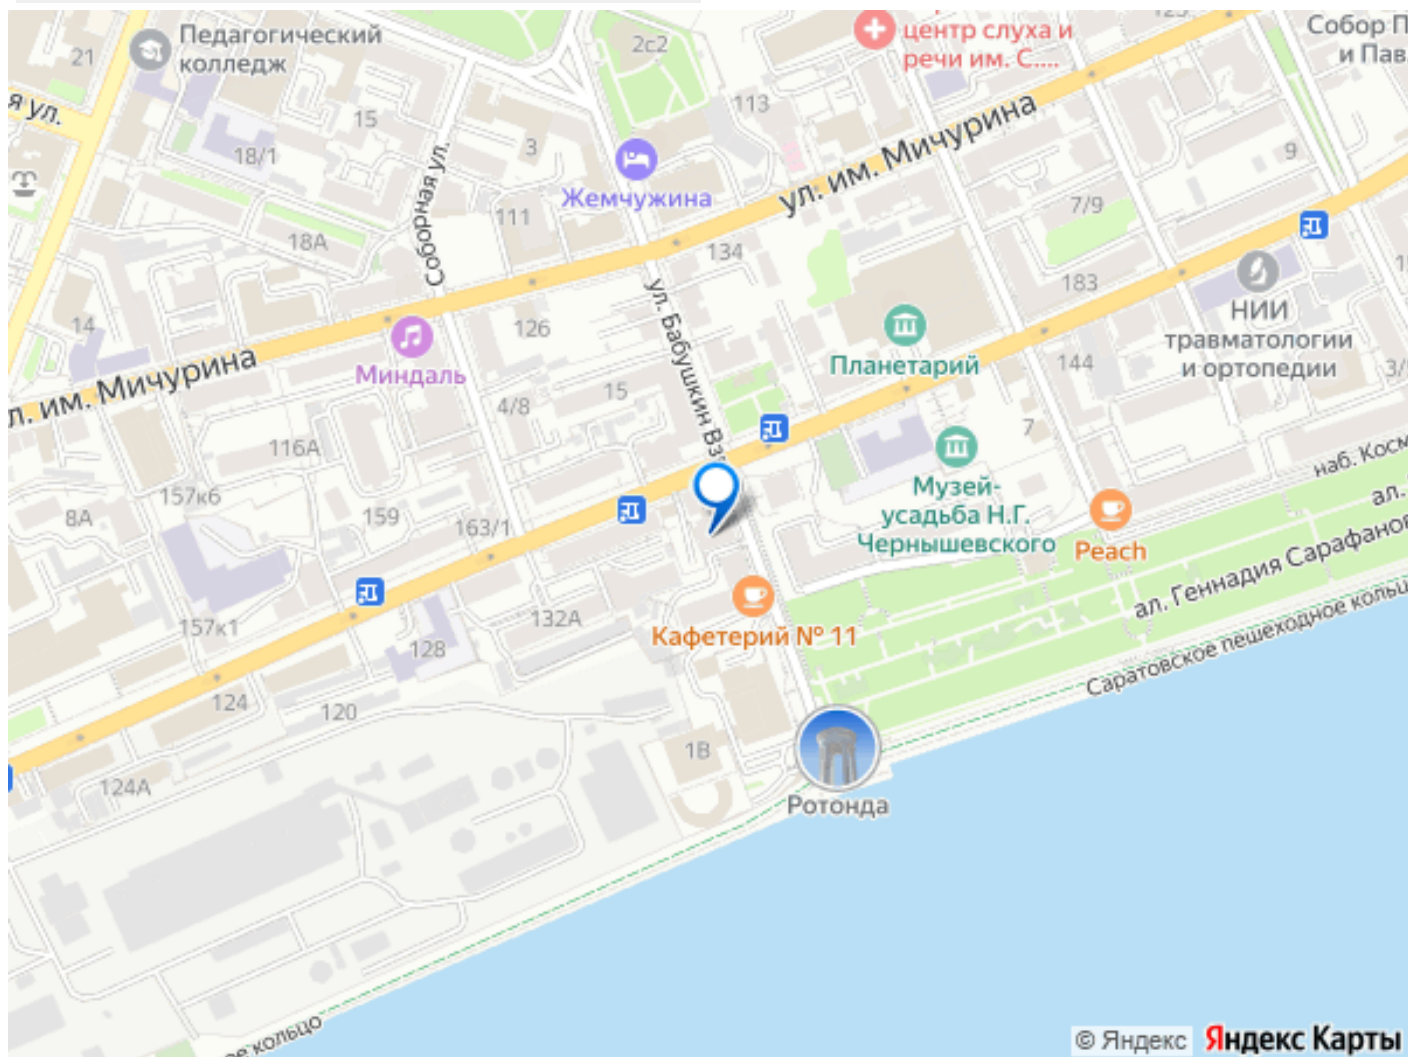 21
Педагогический
колледж
2с2
центр слуха и
речи им. С....
Собор П
и Пав
я ул.
15
18/1
3
113
ул. им. Мичурина
9
Соборная ул.
Жемчужина
111
18А
134
7/9
183
14
126
ул. Бабушкин Вз
НИИ
травматологии
и ортопедии
Миндаль
Планетарий
144
3/
л. им. Мичурина
15
4/8
116А
7
наб. Косм
157к6
8А
159
163/1
Музей-
усадьба Н.Г.
Чернышевского
ал.
Peach
ал. Геннадия Сарафанов
157к1
132А
128
Кафетерий № 11
Саратовское пешеходное кольц
124
120
1В
124А
Ротонда
ое кольцо
© Яндекс
Яндекс Карты